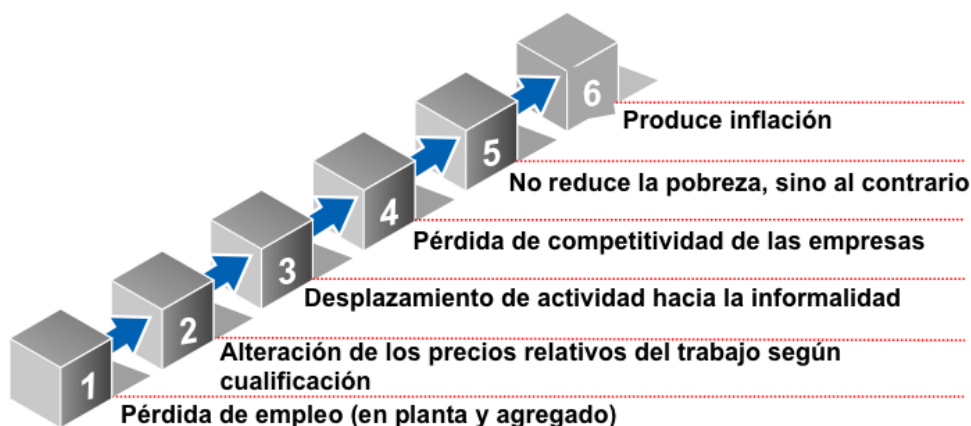 6
Produce inflación
5
No reduce la pobreza, sino al contrario
4
Pérdida de competitividad de las empresas
3
Desplazamiento de actividad hacia la informalidad
2
Alteración de los precios relativos del trabajo según
cualificación
1
Pérdida de empleo (en planta y agregado)